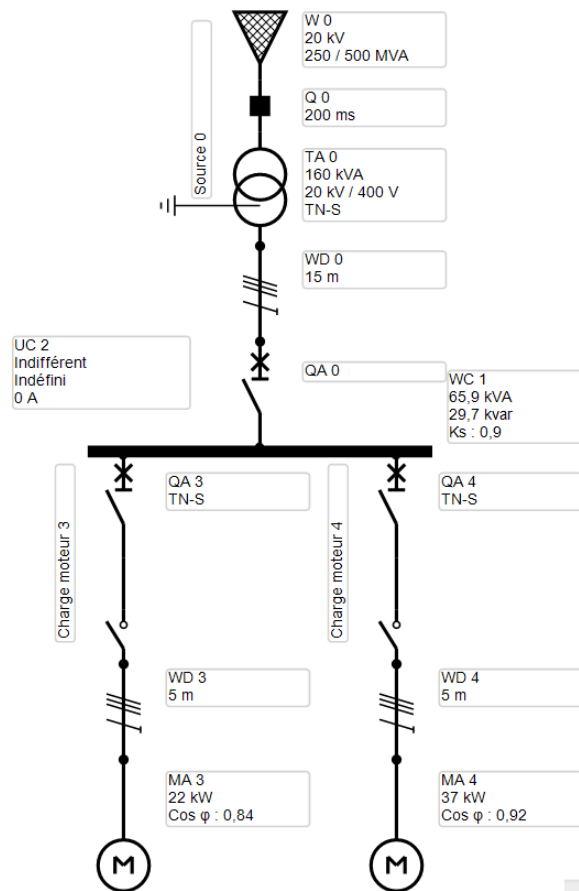 W 0
20 kV
250 / 500 MVA
Q 0
200 ms
Source 0
TA 0
160 kVA
20 kV / 400 V
TN-S
WD 0
15 m
UC 2
Indifférent
Indéfini
0 A
QA 0
WC 1
65,9 kVA
29,7 kvar
Ks : 0,9
Charge moteur 3
QA 3
TN-S
Charge moteur 4
QA 4
TN-S
WD 3
5 m
WD 4
5 m
MA 3
22 kW
Cos φ : 0,84
MA 4
37 kW
Cos φ : 0,92
M
M